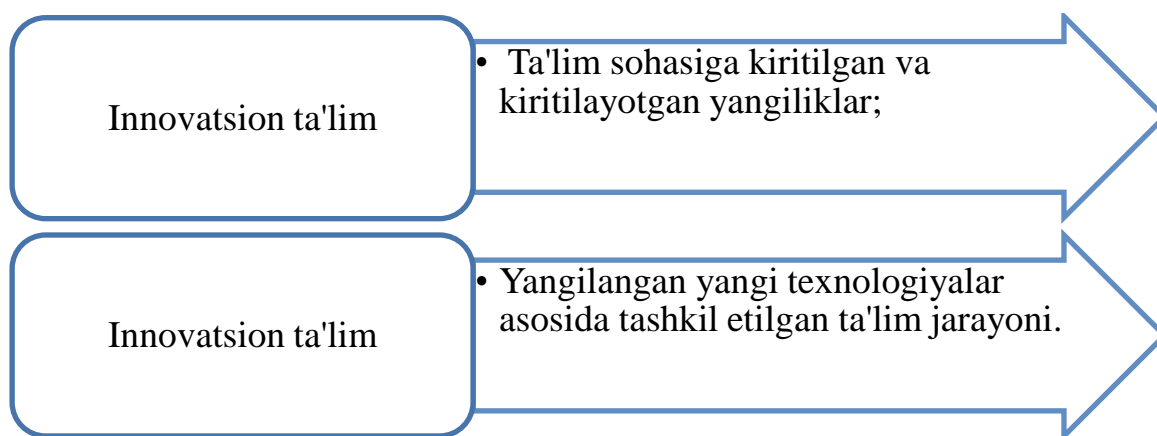 Innovatsion ta'lim
• Ta'lim sohasiga kiritilgan va
kiritilayotgan yangiliklar;
Innovatsion ta'lim
• Yangilangan yangi texnologiyalar
asosida tashkil etilgan ta'lim jarayoni.